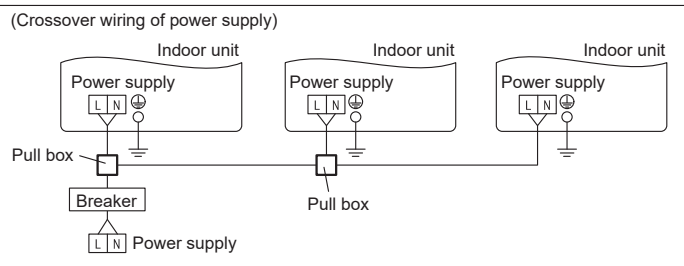 (Crossover wiring of power supply)
Indoor unit
Indoor unit
Indoor unit
Power supply
Power supply
Power supply
L N
L N
L N
Pull box
Breaker
Pull box
L N Power supply